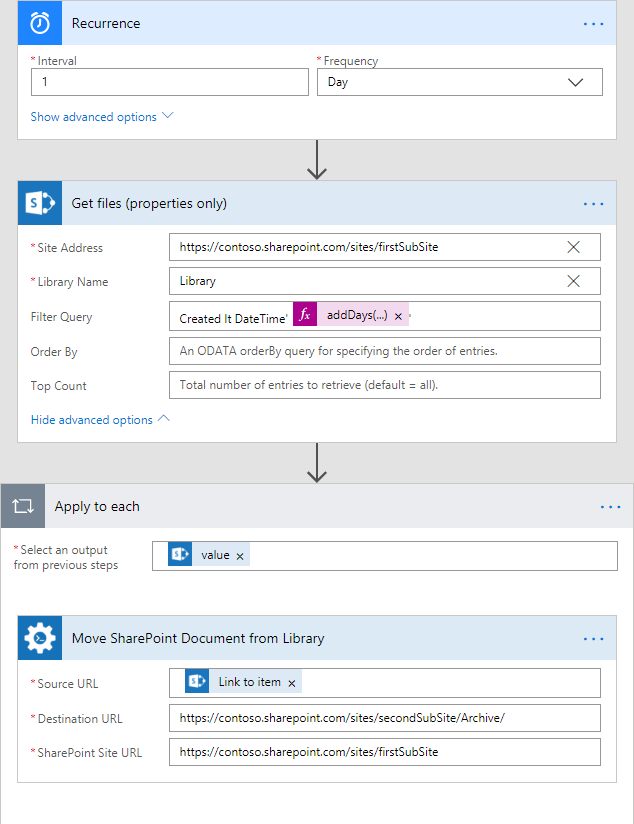 Recurrence
...
* Interval
* Frequency
1
Day
Show advanced options
Get files (properties only)
...
* Site Address
https://contoso.sharepoint.com/sites/firstSubSite
* Library Name
Library
Filter Query
Created It DateTime' fx addDays(...) × '
Order By
An ODATA orderBy query for specifying the order of entries.
Top Count
Total number of entries to retrieve (default = all).
Hide advanced options
Apply to each
...
* Select an output
from previous steps
S value ×
Move SharePoint Document from Library
...
* Source URL
S Link to item ×
* Destination URL
https://contoso.sharepoint.com/sites/secondSubSite/Archive/
* SharePoint Site URL
https://contoso.sharepoint.com/sites/firstSubSite